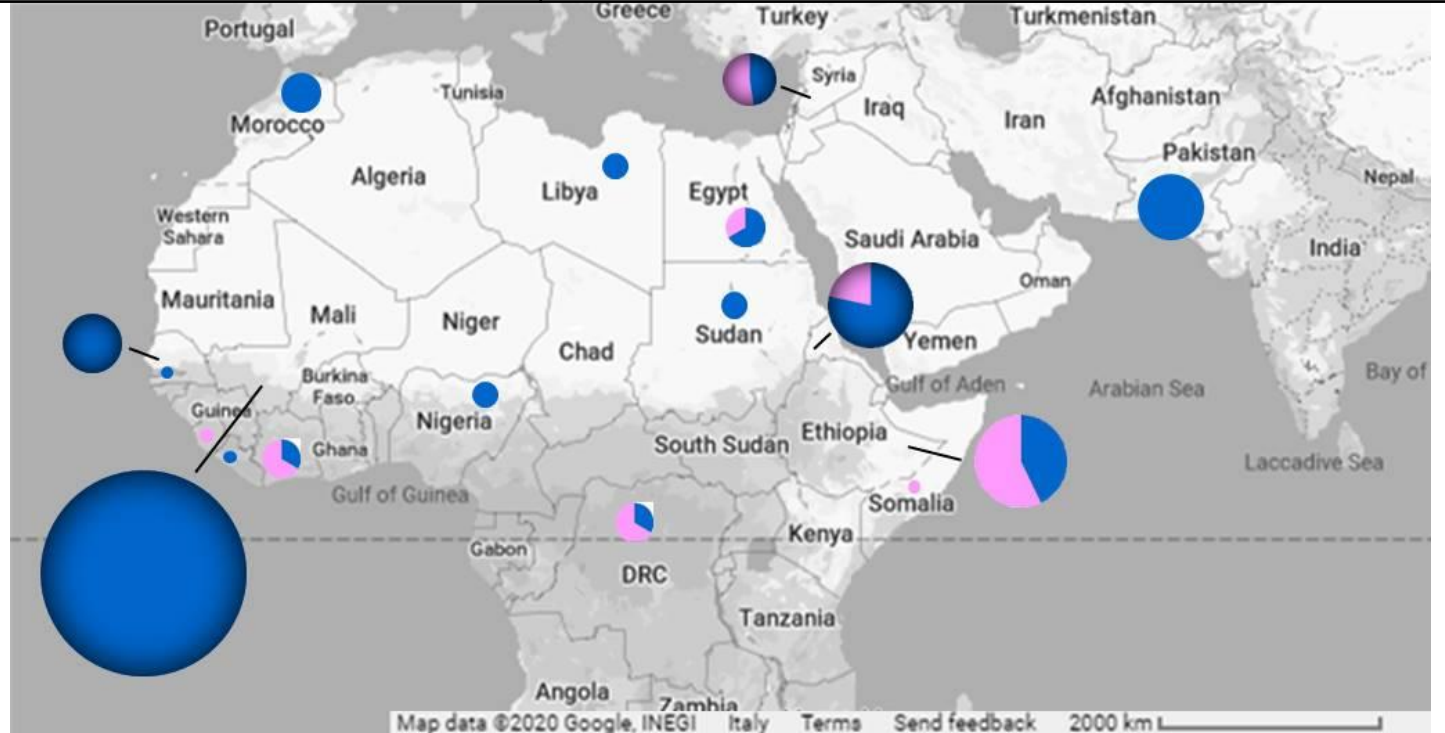 Greece
Turkey
Turkmenistan
Portugal
Syria
Tunisia
Afghanistan
Iraq
Iran
Morocco
Pakistan
Algeria
Libya
Egypt
Nepal
Western
Sahara
Saudi Arabia
India
Oman
Mauritania
Mali
Niger
Sudan
Yemen
Chad
Burkina
Faso
Gulf of Aden
Arabian Sea
Bay of
Guinea
Nigeria
Ghana
South Sudan
Ethiopia
Laccadive Sea
Gulf of Guinea
Somalia
Kenya
Gabon
DRC
Tanzania
Angola
Zambia
Map data ©2020 Google, INEGI Italy Terms Send feedback 2000 km